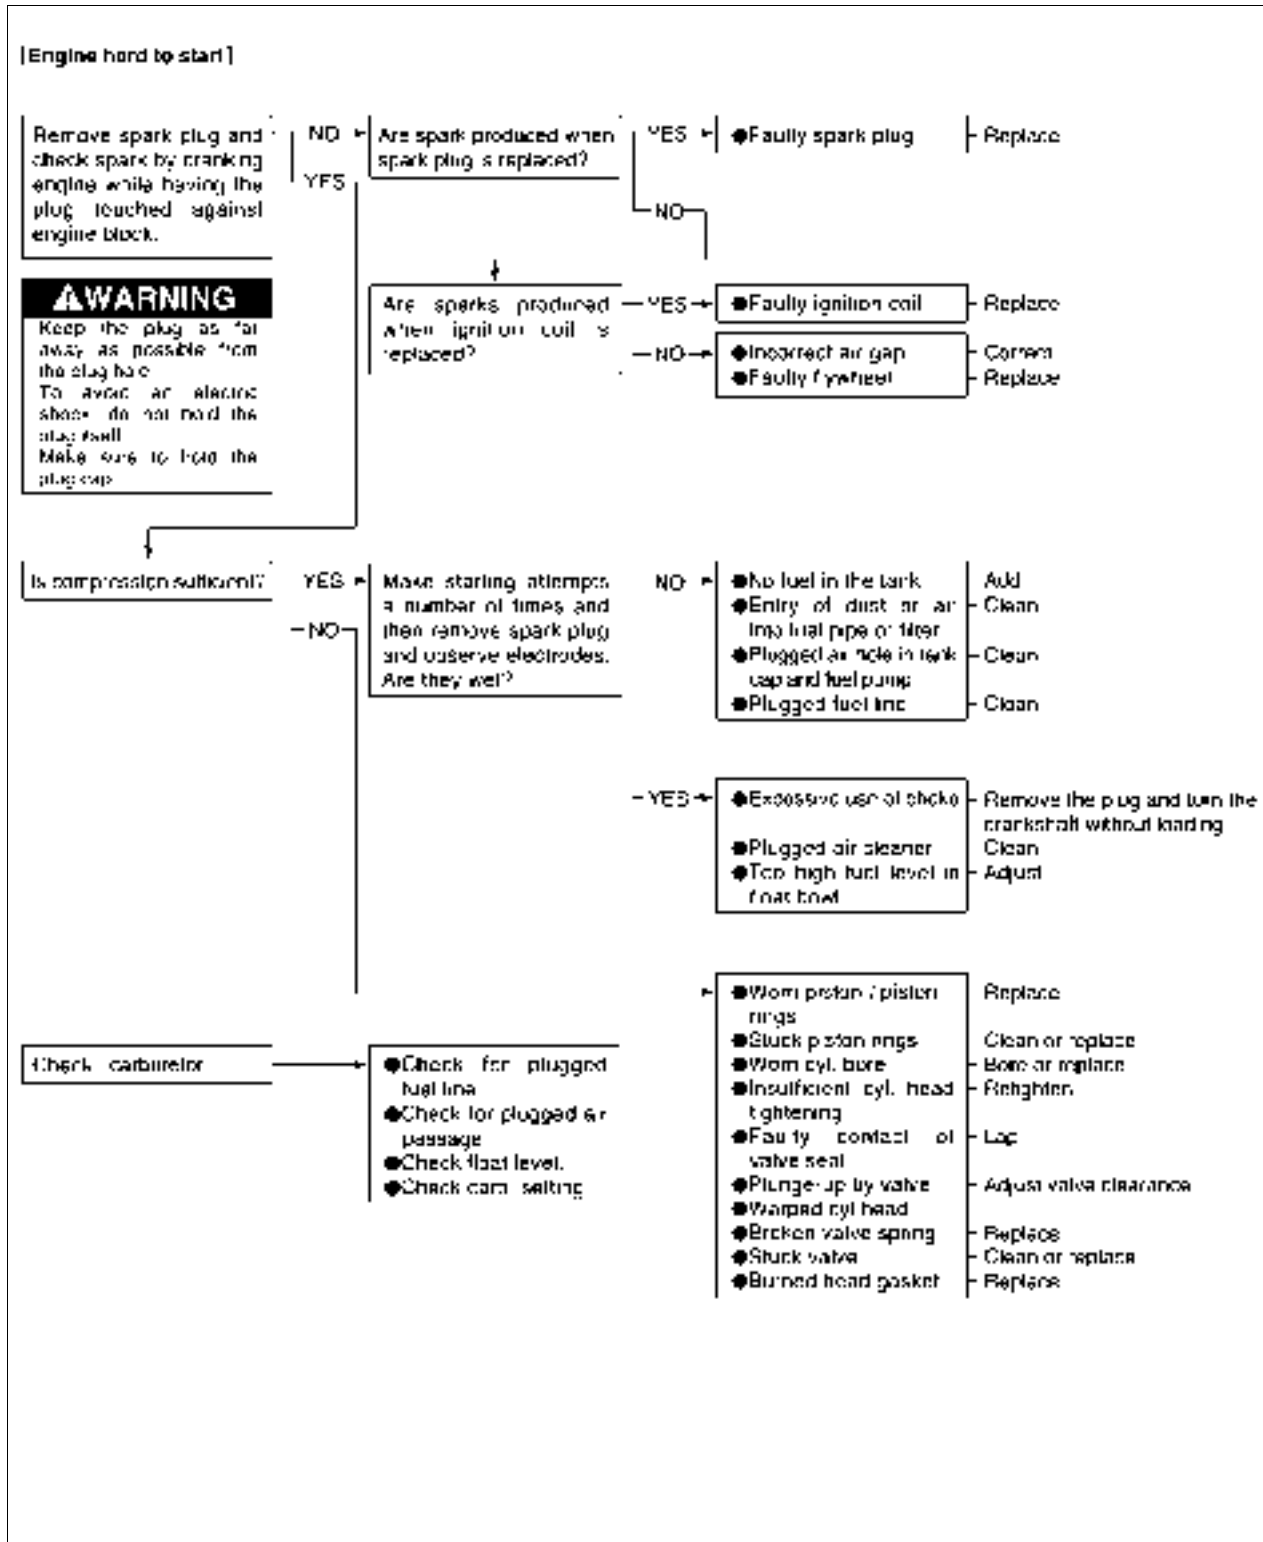 [Engine hard to start]
Remove spark plug and
check spark by cranking
engine while having the
plug touched against
engine block.
NO
YES
Are spark produced when
spark plug is replaced?
YES
NO
●Faulty spark plug
Replace
⚠WARNING
Keep the plug as far
away as possible from
the plug hole
To avoid an electric
shock, do not hold the
plug itself
Make sure to hold the
plug cap
Are sparks produced
when ignition coil is
replaced?
YES
●Faulty ignition coil
Replace
NO
●Incorrect air gap
Correct
●Faulty flywheel
Replace
Is compression sufficient?
YES
NO
Make starting attempts
a number of times and
then remove spark plug
and observe electrodes.
Are they wet?
NO
●No fuel in the tank
Add
●Entry of dust or air
into fuel pipe or filter
Clean
●Plugged air hole in tank
cap and fuel pump
Clean
●Plugged fuel line
Clean
YES
●Excessive use of choke
Remove the plug and turn the
crankshaft without loading
●Plugged air cleaner
Clean
●Too high fuel level in
float bowl
Adjust
●Worn piston / piston
rings
Replace
●Stuck piston rings
Clean or replace
●Worn cyl. bore
Bore or replace
●Insufficient cyl. head
tightening
Retighten
●Faulty contact of
valve seat
Lap
●Plunge-up by valve
Adjust valve clearance
●Warped cyl head
●Broken valve spring
Replace
●Stuck valve
Clean or replace
●Burned head gasket
Replace
Check carburetor
●Check for plugged
fuel line
●Check for plugged air
passage
●Check float level.
●Check carb setting